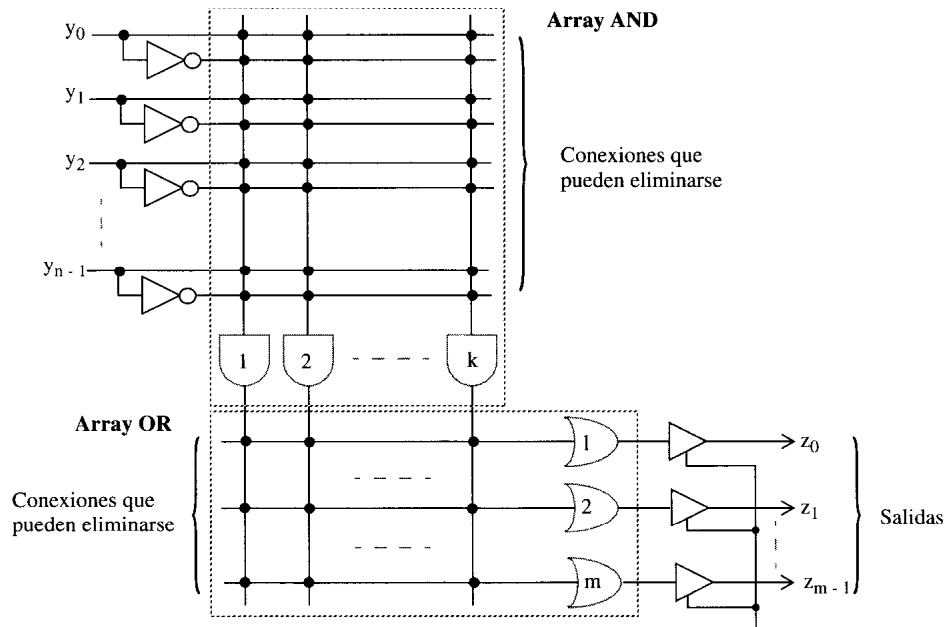 Array AND
y0
y1
y2
yn - 1
Conexiones que
pueden eliminarse
1 2 k
Array OR
Conexiones que
pueden eliminarse
1
2
m
z0
z1
zm - 1
Salidas